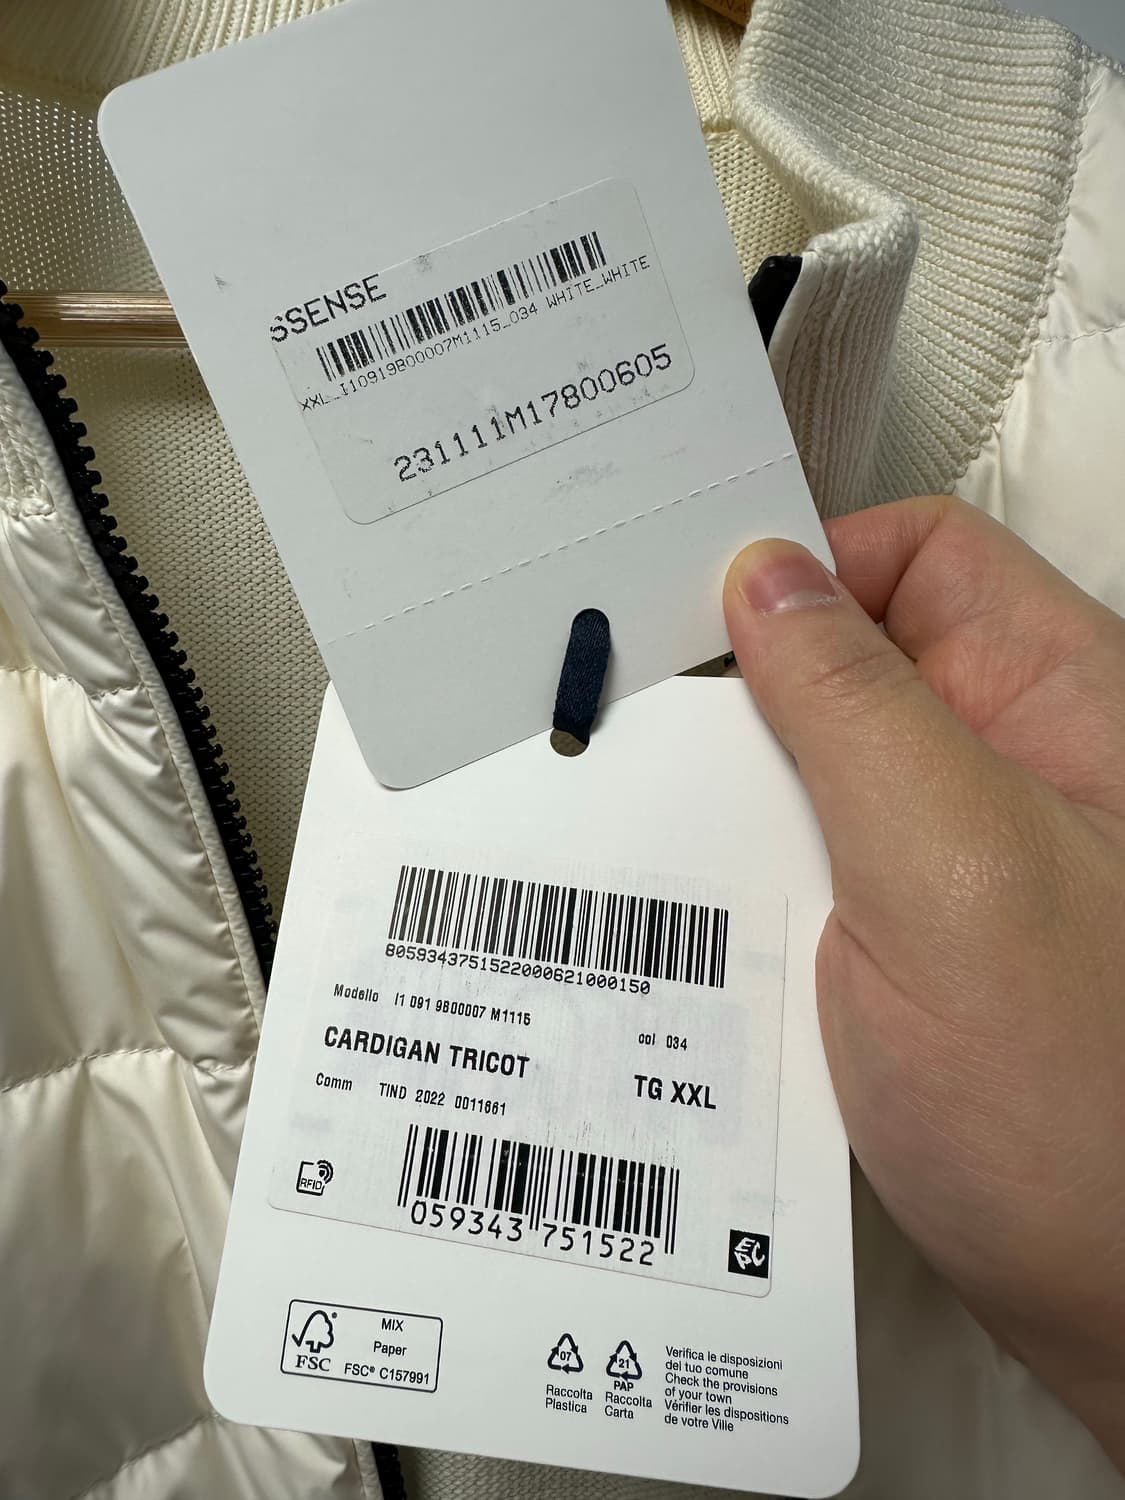 SSENSE
XXL_I10919B00007M1115_034 WHITE_WHITE
231111M17800605
8059343751522000621000150
Modello I1 091 9B00007 M1115
col 034
CARDIGAN TRICOT
TG XXL
Comm TIND 2022 0011661
RFID
059343 751522
EPC
FSC
MIX
Paper
FSC® C157991
07
Raccolta
Plastica
21
PAP
Raccolta
Carta
Verifica le disposizioni
del tuo comune
Check the provisions
of your town
Vérifier les dispositions
de votre Ville